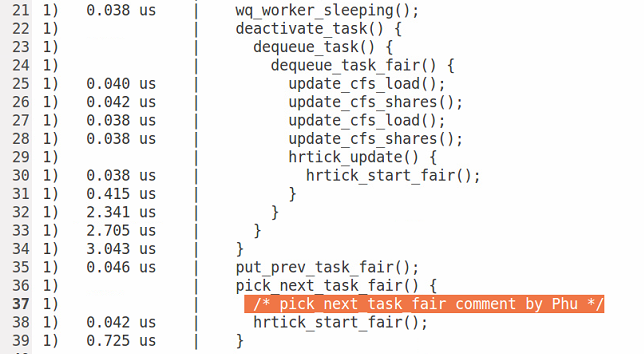 21 1)   0.038 us    |    wq_worker_sleeping();
22 1)               |    deactivate_task() {
23 1)               |      dequeue_task() {
24 1)               |        dequeue_task_fair() {
25 1)   0.040 us    |          update_cfs_load();
26 1)   0.042 us    |          update_cfs_shares();
27 1)   0.038 us    |          update_cfs_load();
28 1)   0.038 us    |          update_cfs_shares();
29 1)               |          hrtick_update() {
30 1)   0.038 us    |            hrtick_start_fair();
31 1)   0.415 us    |          }
32 1)   2.341 us    |        }
33 1)   2.705 us    |      }
34 1)   3.043 us    |    }
35 1)   0.046 us    |    put_prev_task_fair();
36 1)               |    pick_next_task_fair() {
37 1)               |      /* pick_next_task_fair comment by Phu */
38 1)   0.042 us    |      hrtick_start_fair();
39 1)   0.725 us    |    }